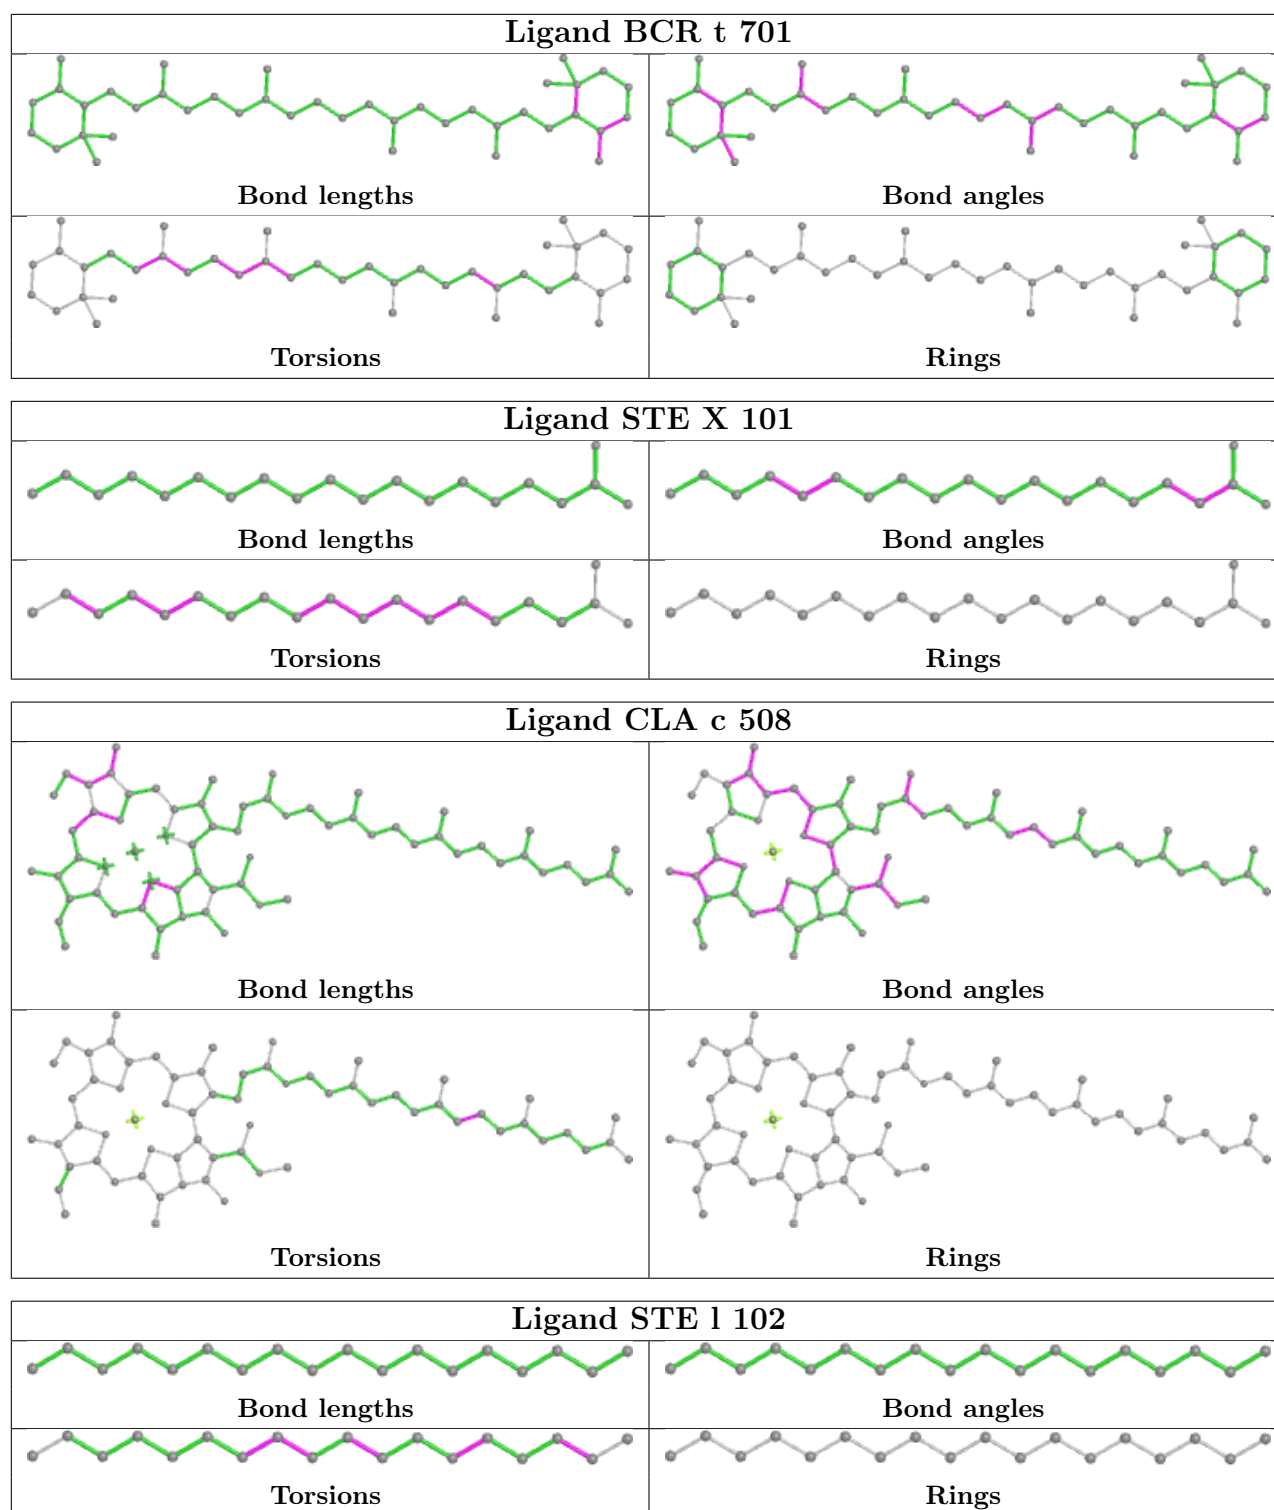 Ligand BCR t 701
Bond lengths
Bond angles
Torsions
Rings
Ligand STE X 101
Bond lengths
Bond angles
Torsions
Rings
Ligand CLA c 508
Bond lengths
Bond angles
Torsions
Rings
Ligand STE l 102
Bond lengths
Bond angles
Torsions
Rings